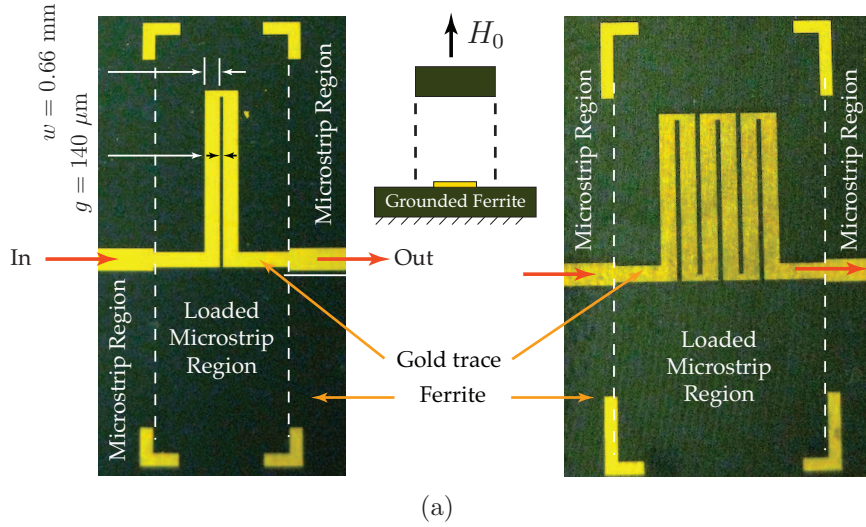 w = 0.66 mm
g = 140 μm
Microstrip Region
H₀
Grounded Ferrite
Microstrip Region
Microstrip Region
In
Out
Microstrip Region
Loaded
Microstrip
Region
Gold trace
Ferrite
Loaded
Microstrip
Region
(a)